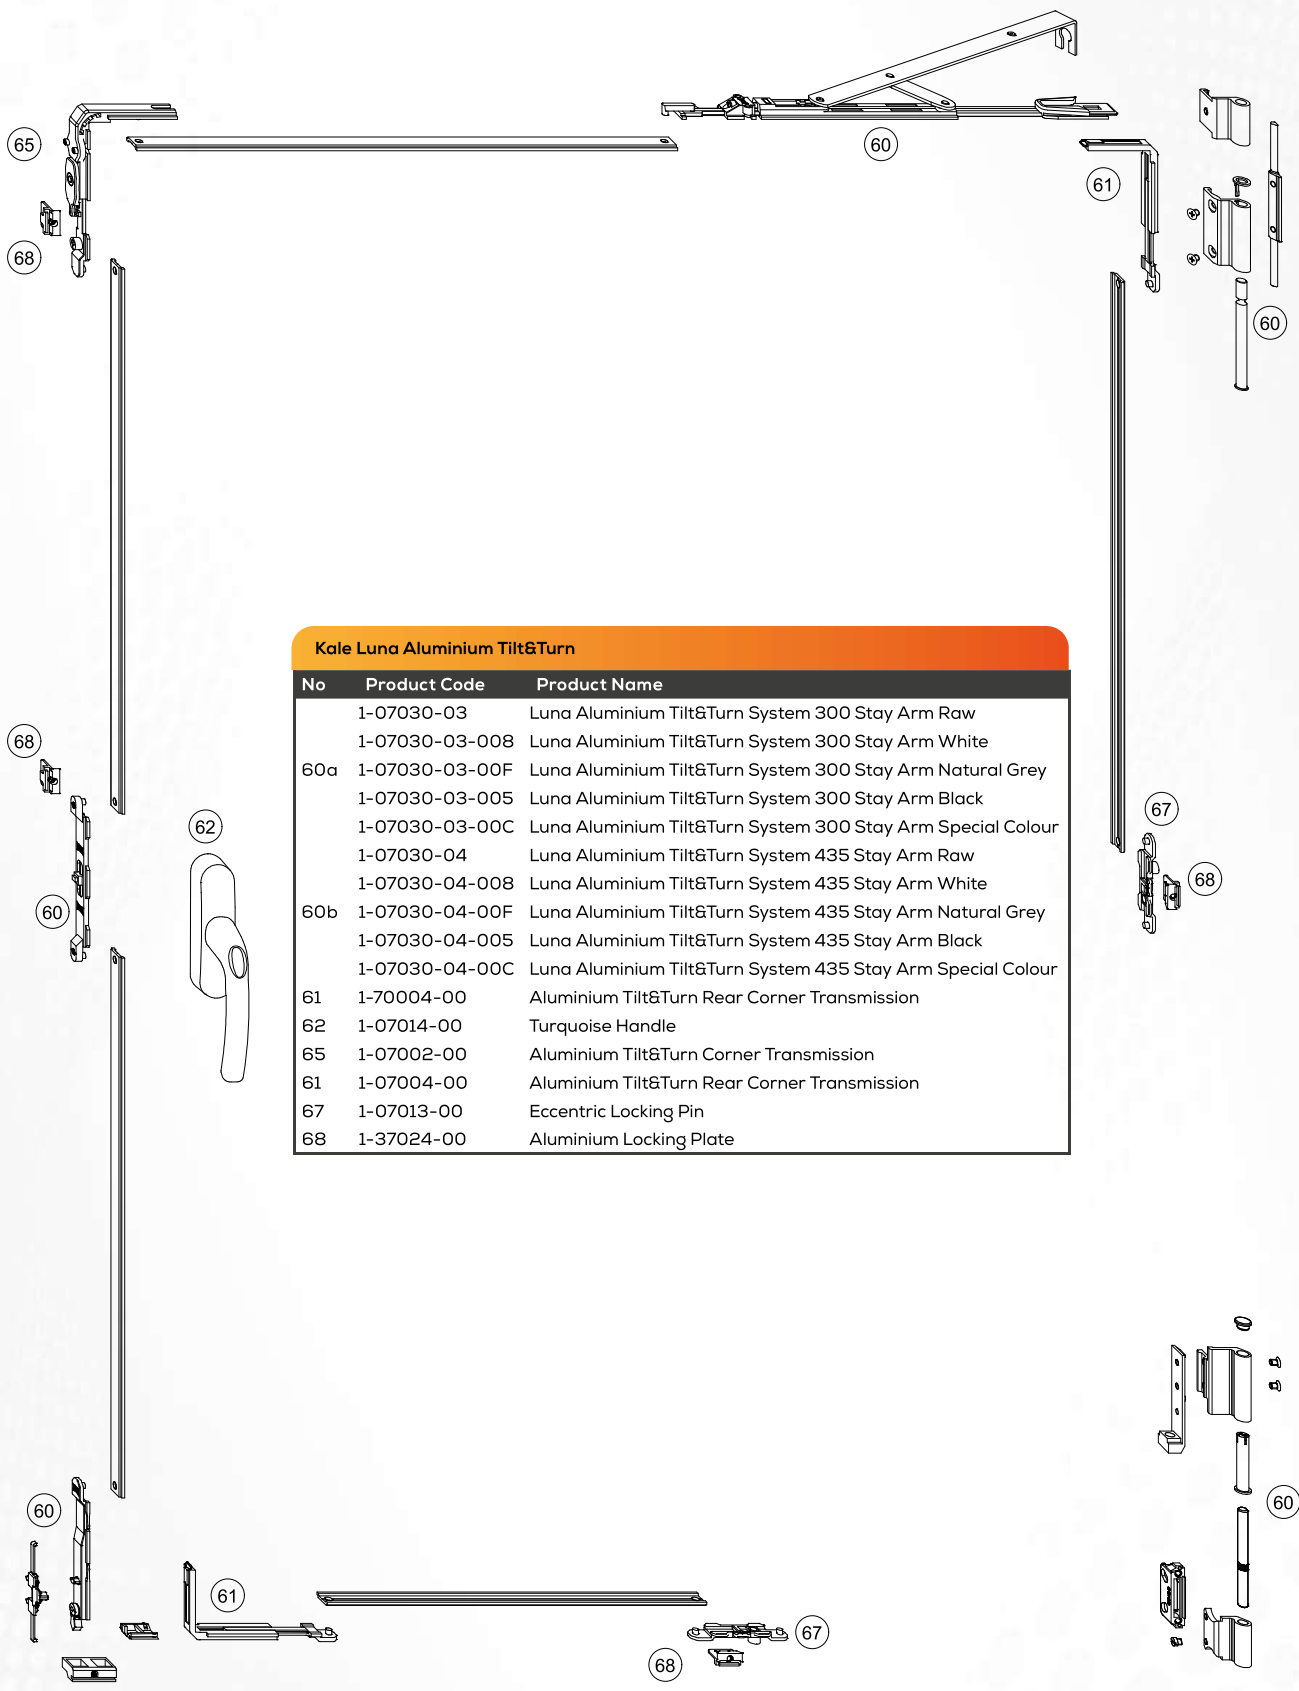 60
65
61
68
60
Kale Luna Aluminium Tilt&Turn
No Product Code Product Name
1-07030-03 Luna Aluminium Tilt&Turn System 300 Stay Arm Raw
1-07030-03-008 Luna Aluminium Tilt&Turn System 300 Stay Arm White
60a 1-07030-03-00F Luna Aluminium Tilt&Turn System 300 Stay Arm Natural Grey
1-07030-03-005 Luna Aluminium Tilt&Turn System 300 Stay Arm Black
1-07030-03-00C Luna Aluminium Tilt&Turn System 300 Stay Arm Special Colour
1-07030-04 Luna Aluminium Tilt&Turn System 435 Stay Arm Raw
1-07030-04-008 Luna Aluminium Tilt&Turn System 435 Stay Arm White
60b 1-07030-04-00F Luna Aluminium Tilt&Turn System 435 Stay Arm Natural Grey
1-07030-04-005 Luna Aluminium Tilt&Turn System 435 Stay Arm Black
1-07030-04-00C Luna Aluminium Tilt&Turn System 435 Stay Arm Special Colour
61 1-70004-00 Aluminium Tilt&Turn Rear Corner Transmission
62 1-07014-00 Turquoise Handle
65 1-07002-00 Aluminium Tilt&Turn Corner Transmission
61 1-07004-00 Aluminium Tilt&Turn Rear Corner Transmission
67 1-07013-00 Eccentric Locking Pin
68 1-37024-00 Aluminium Locking Plate
68
62
67
68
60
60
60
61
67
68